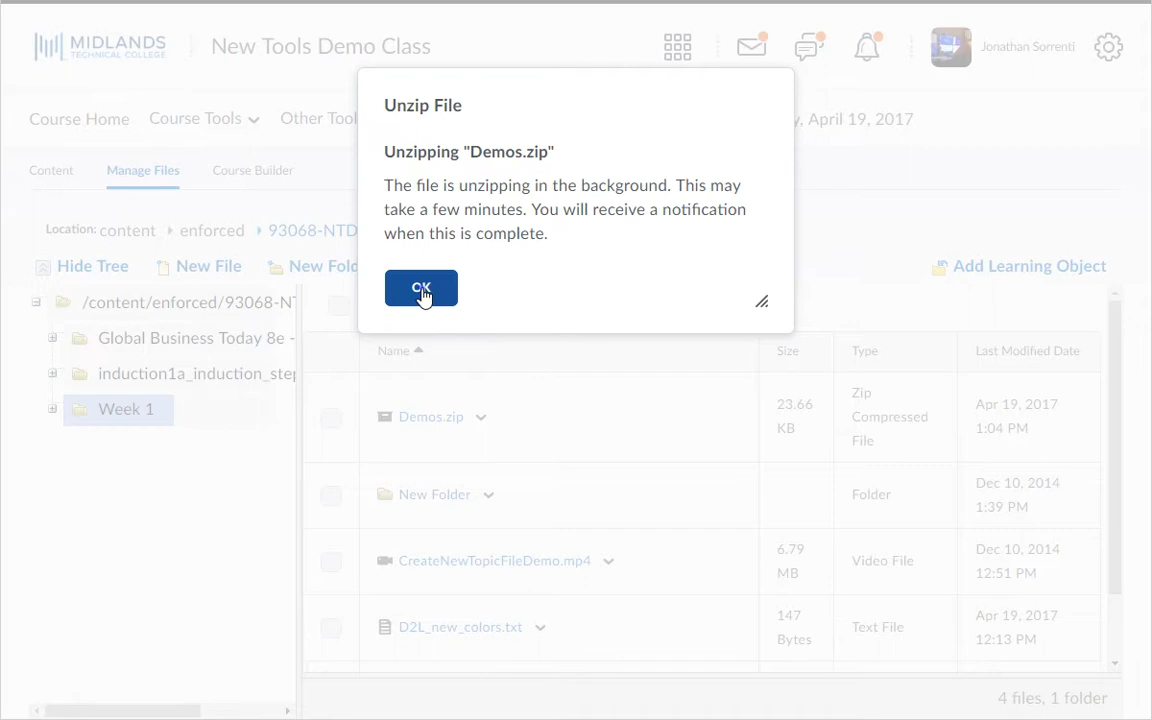 MIDLANDS
TECHNICAL COLLEGE
New Tools Demo Class
Jonathan Sorrenti
Course Home
Course Tools
Other Tool
y, April 19, 2017
Content
Manage Files
Course Builder
Unzip File
Unzipping "Demos.zip"
The file is unzipping in the background. This may
take a few minutes. You will receive a notification
when this is complete.
OK
Location: content enforced 93068-NTD
Hide Tree
New File
New Fold
Add Learning Object
/content/enforced/93068-NT
Global Business Today 8e -
induction1a_induction_step
Week 1
Name
Size
Type
Last Modified Date
Demos.zip
23.66
KB
Zip
Compressed
File
Apr 19, 2017
1:04 PM
New Folder
Folder
Dec 10, 2014
1:39 PM
CreateNewTopicFileDemo.mp4
6.79
MB
Video File
Dec 10, 2014
12:51 PM
D2L_new_colors.txt
147
Bytes
Text File
Apr 19, 2017
12:13 PM
4 files, 1 folder